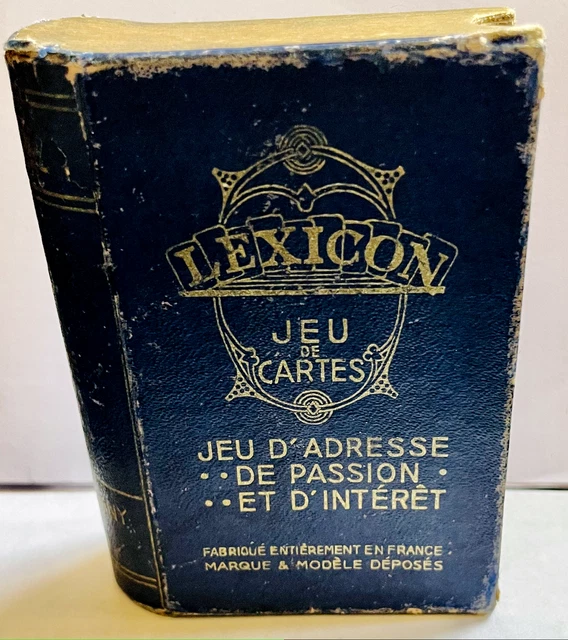 LEXICON
JEU
DE
CARTES
JEU D'ADRESSE
DE PASSION
ET D'INTÉRÊT
FABRIQUÉ ENTIÈREMENT EN FRANCE
MARQUE & MODÈLE DÉPOSÉS